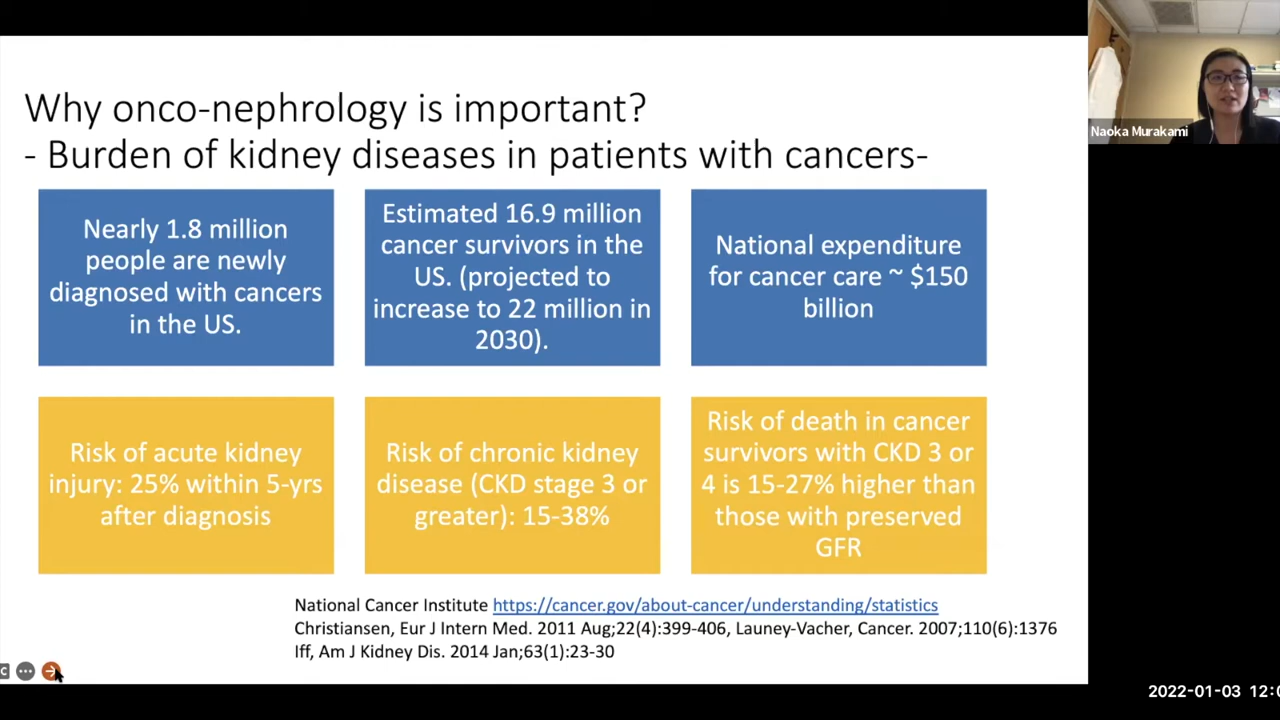 Why onco-nephrology is important?
- Burden of kidney diseases in patients with cancers-
Nearly 1.8 million
people are newly
diagnosed with cancers
in the US.
Estimated 16.9 million
cancer survivors in the
US. (projected to
increase to 22 million in
2030).
National expenditure
for cancer care ~ $150
billion
Risk of acute kidney
injury: 25% within 5-yrs
after diagnosis
Risk of chronic kidney
disease (CKD stage 3 or
greater): 15-38%
Risk of death in cancer
survivors with CKD 3 or
4 is 15-27% higher than
those with preserved
GFR
National Cancer Institute https://cancer.gov/about-cancer/understanding/statistics
Christiansen, Eur J Intern Med. 2011 Aug;22(4):399-406, Launey-Vacher, Cancer. 2007;110(6):1376
Iff, Am J Kidney Dis. 2014 Jan;63(1):23-30
Naoka Murakami
2022-01-03 12:0